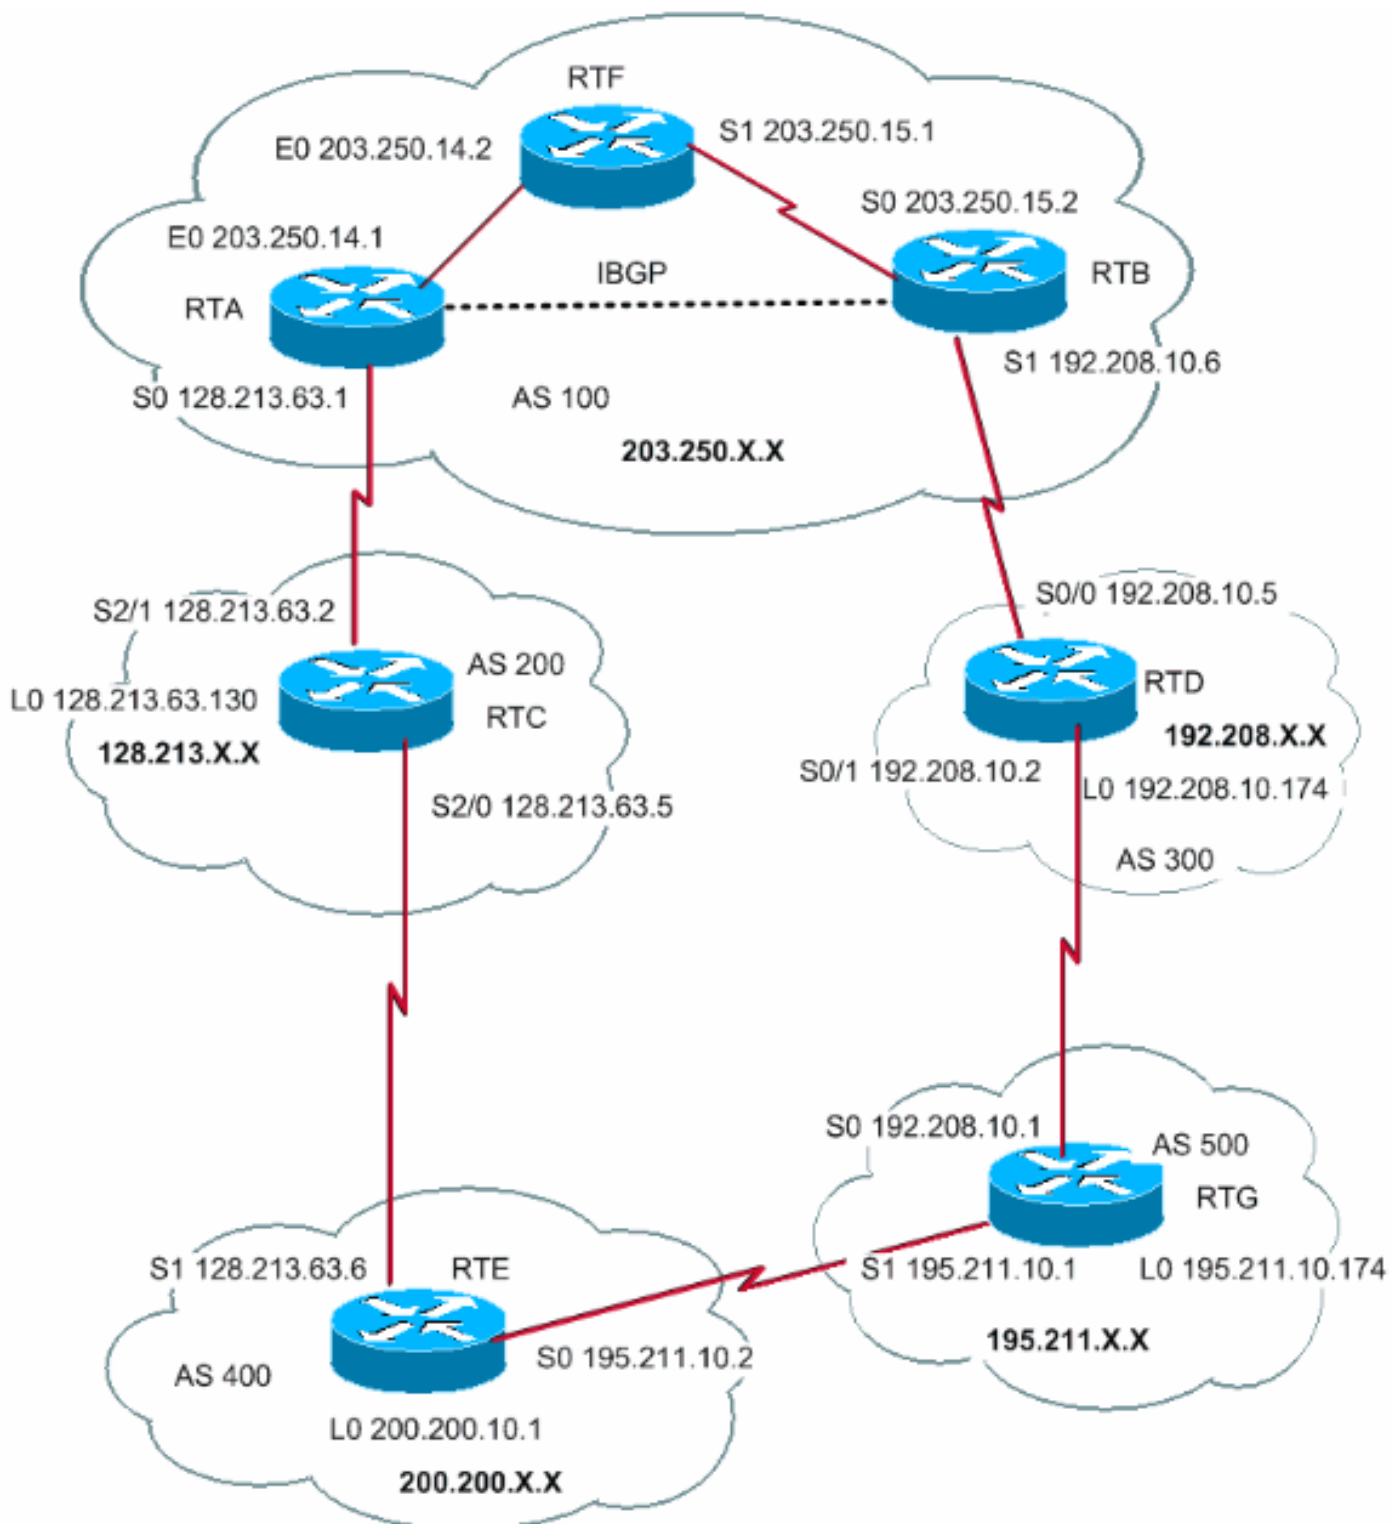 RTF
S1 203.250.15.1
E0 203.250.14.2
S0 203.250.15.2
E0 203.250.14.1
IBGP
RTB
RTA
S1 192.208.10.6
S0 128.213.63.1
AS 100
203.250.X.X
S0/0 192.208.10.5
S2/1 128.213.63.2
AS 200
RTD
L0 128.213.63.130
RTC
192.208.X.X
128.213.X.X
S0/1 192.208.10.2
L0 192.208.10.174
S2/0 128.213.63.5
AS 300
S0 192.208.10.1
AS 500
RTG
S1 128.213.63.6
RTE
S1 195.211.10.1
L0 195.211.10.174
195.211.X.X
S0 195.211.10.2
AS 400
L0 200.200.10.1
200.200.X.X